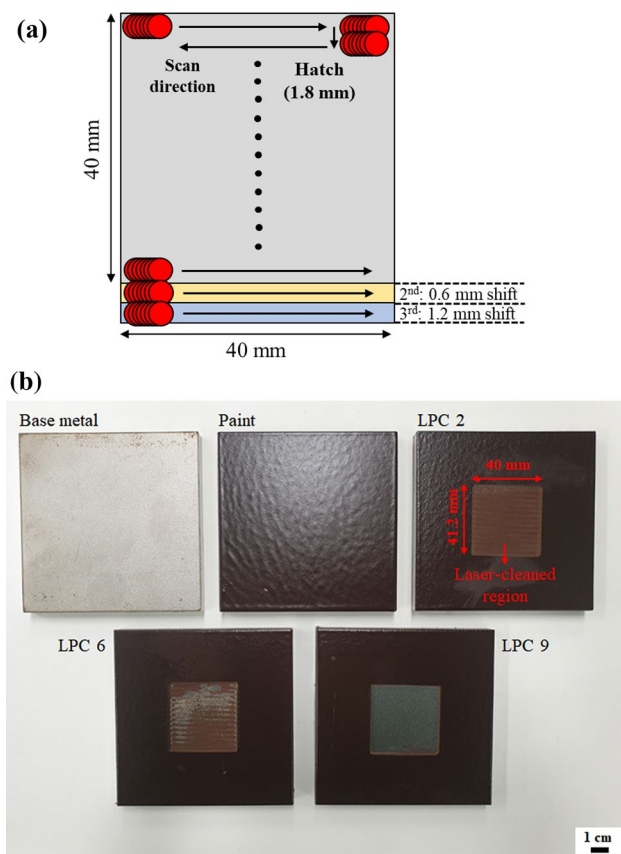 (a)
Scan
direction
Hatch
(1.8 mm)
40 mm
2nd: 0.6 mm shift
3rd: 1.2 mm shift
40 mm
(b)
Base metal
Paint
LPC 2
40 mm
41.2 mm
Laser-cleaned
region
LPC 6
LPC 9
1 cm